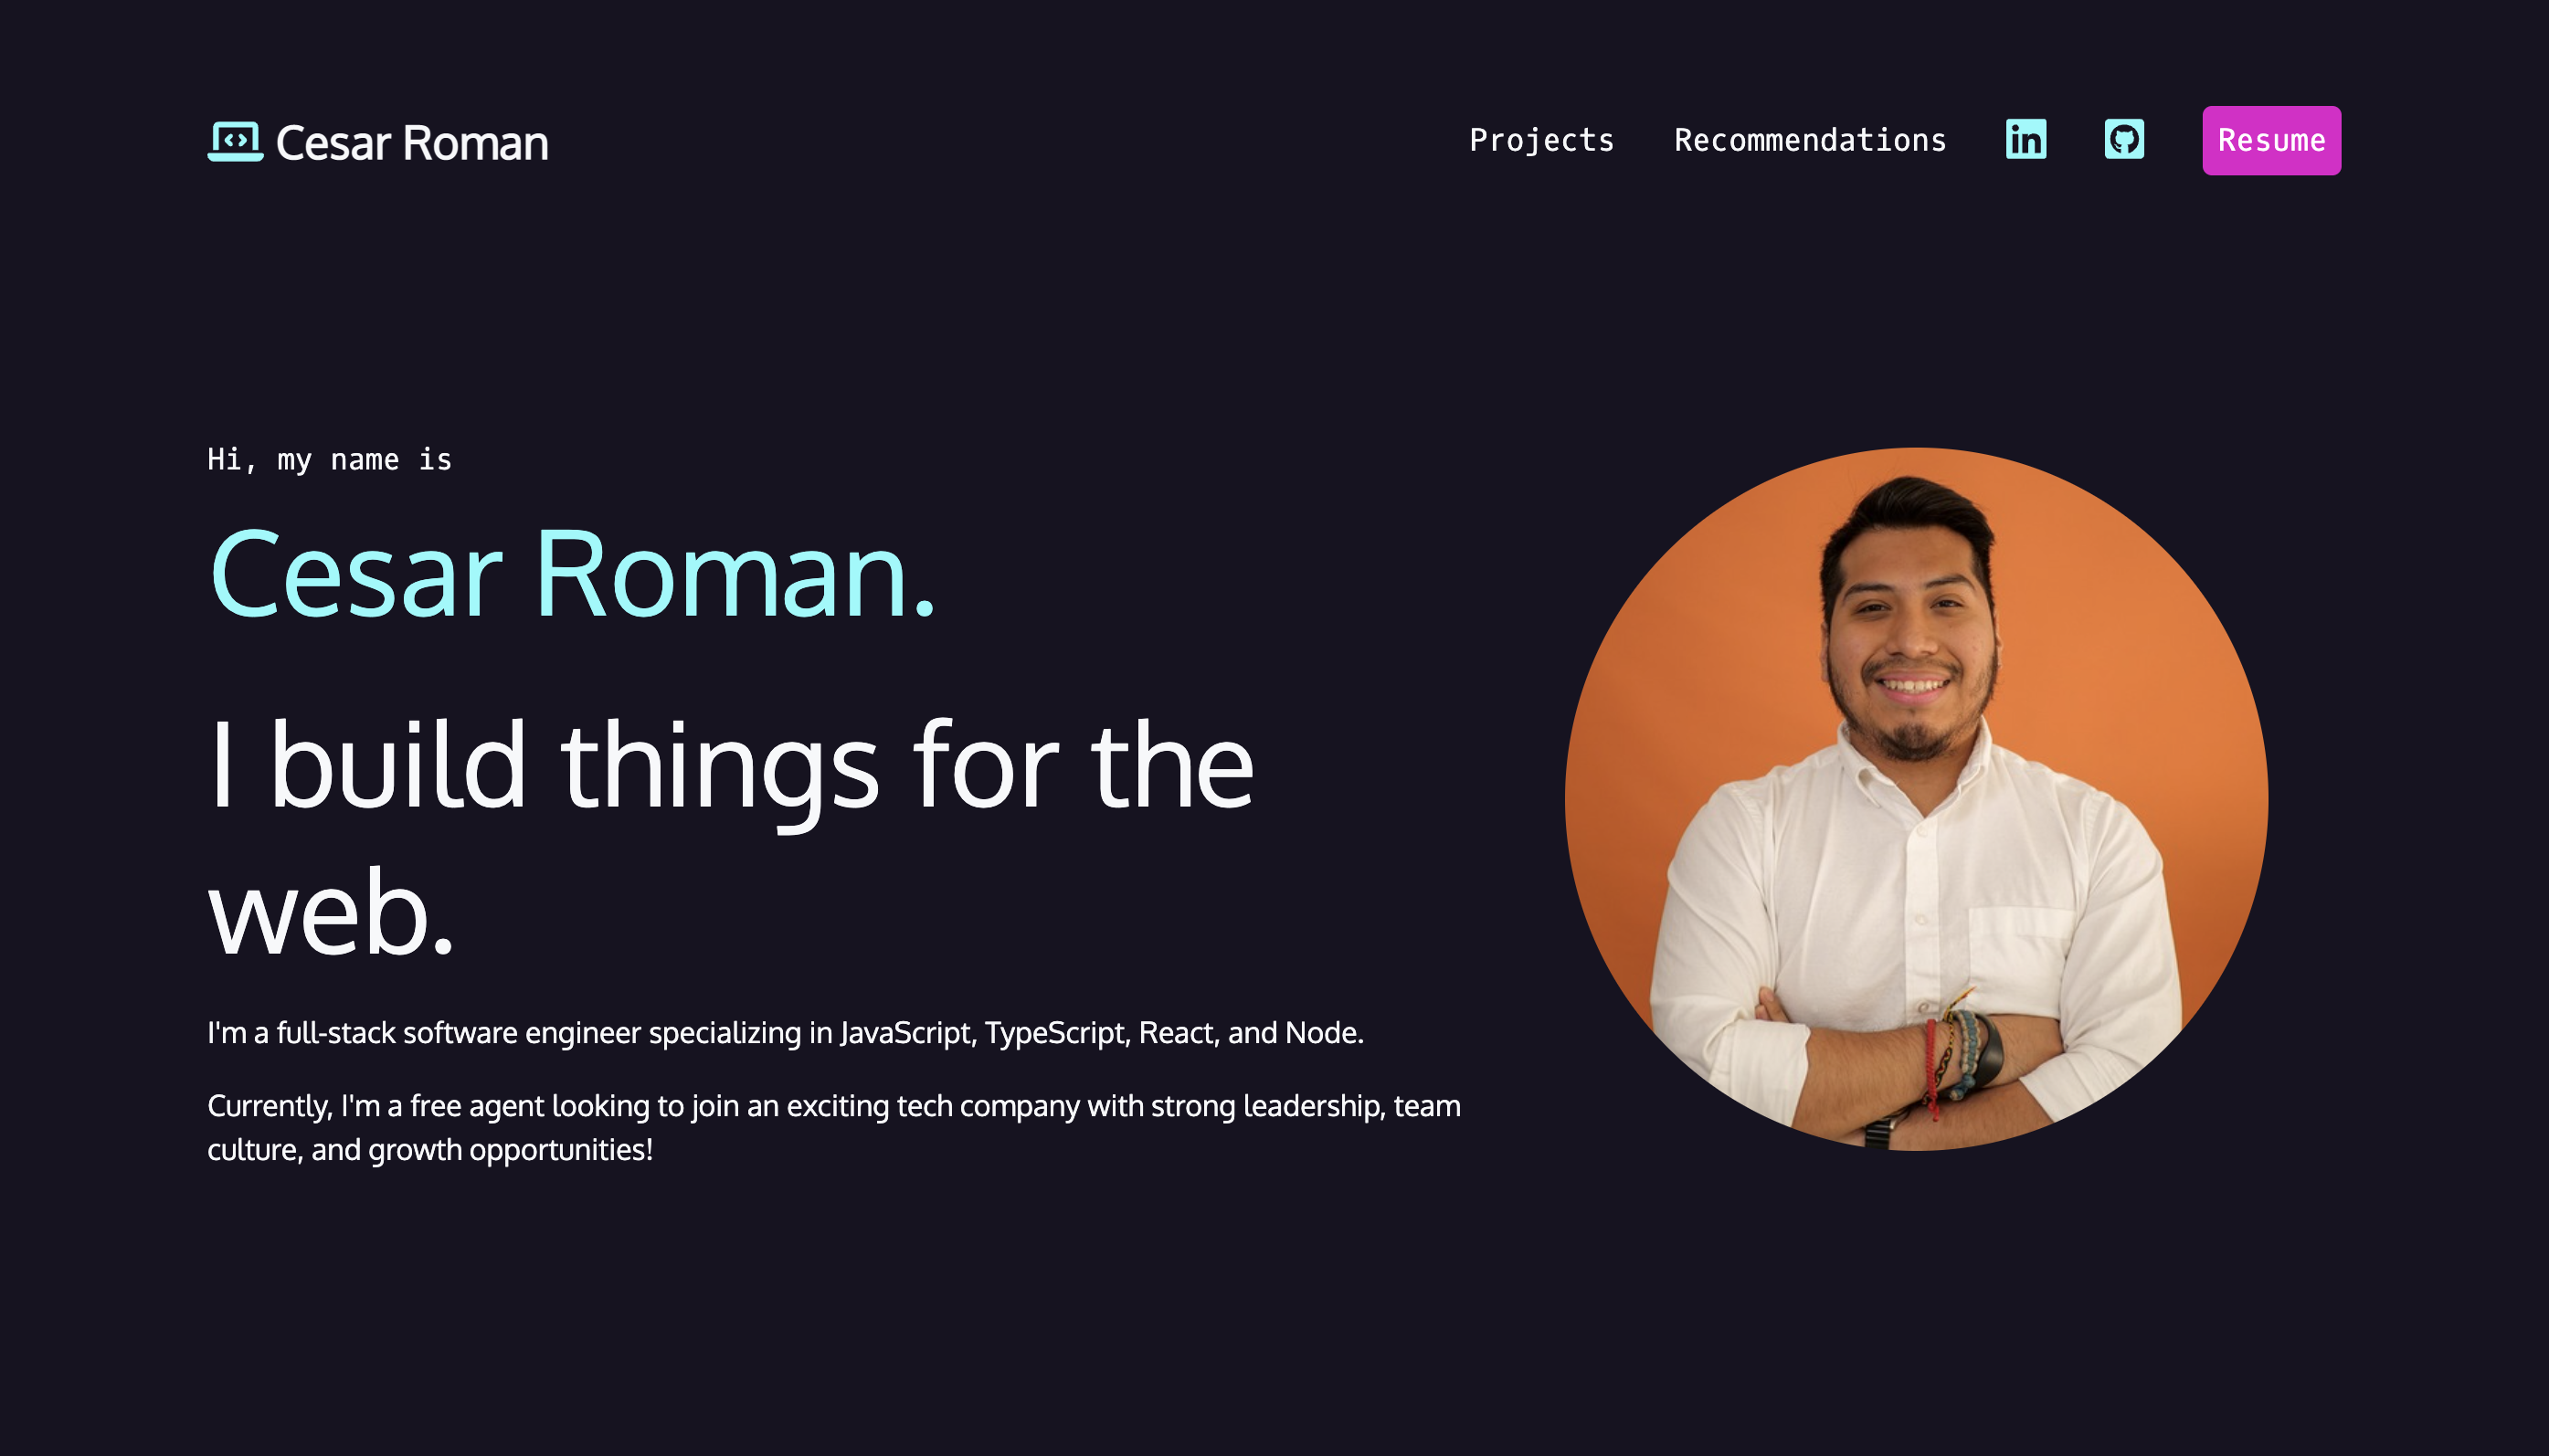 Cesar Roman
Projects
Recommendations
Resume
Hi, my name is
Cesar Roman.
I build things for the
web.
I'm a full-stack software engineer specializing in JavaScript, TypeScript, React, and Node.
Currently, I'm a free agent looking to join an exciting tech company with strong leadership, team
culture, and growth opportunities!